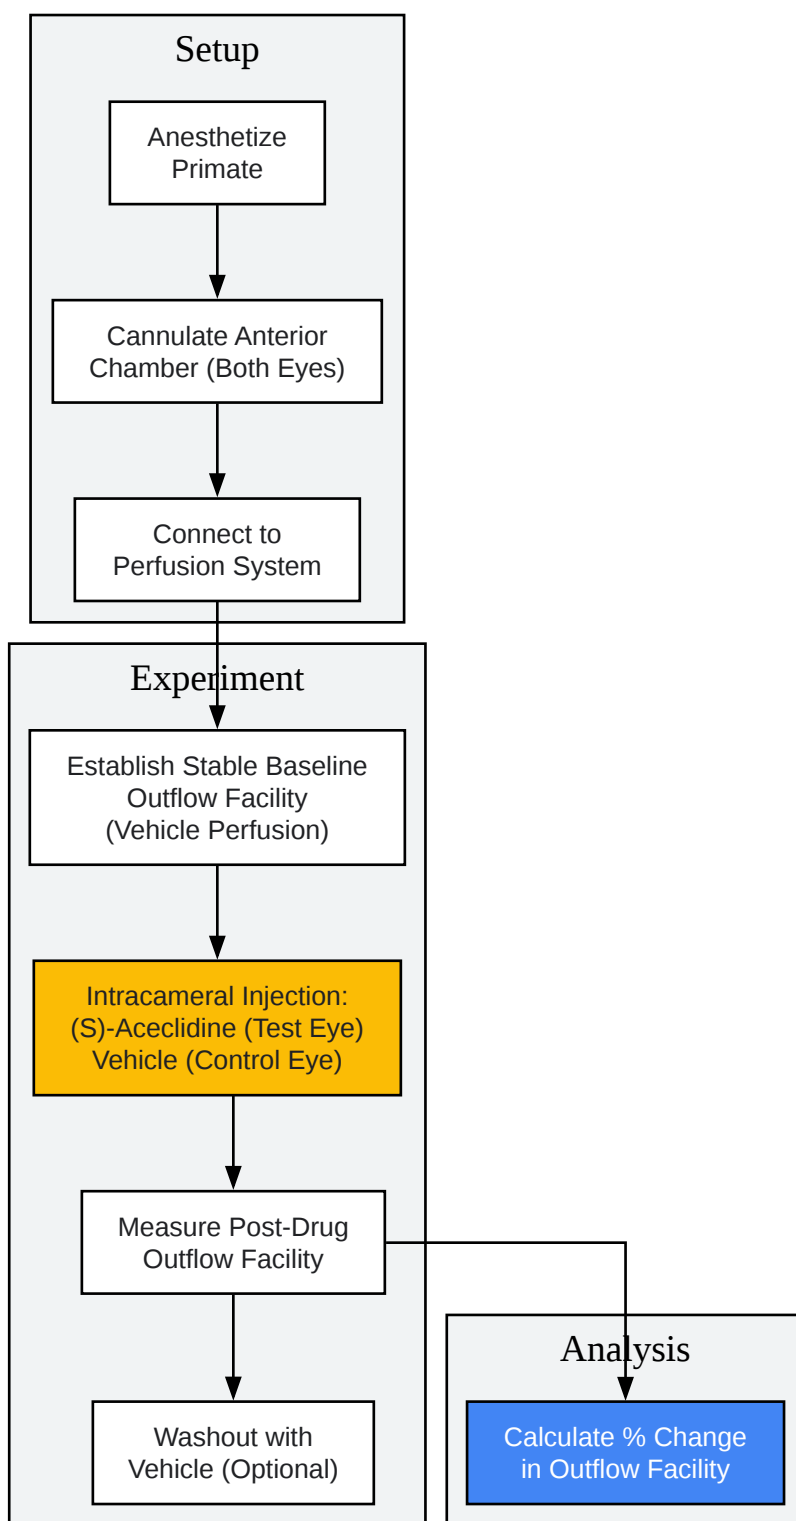 Setup
Anesthetize
Primate
Cannulate Anterior
Chamber (Both Eyes)
Connect to
Perfusion System
Experiment
Establish Stable Baseline
Outflow Facility
(Vehicle Perfusion)
Intracameral Injection:
(S)-Aceclidine (Test Eye)
Vehicle (Control Eye)
Measure Post-Drug
Outflow Facility
Washout with
Vehicle (Optional)
Analysis
Calculate % Change
in Outflow Facility